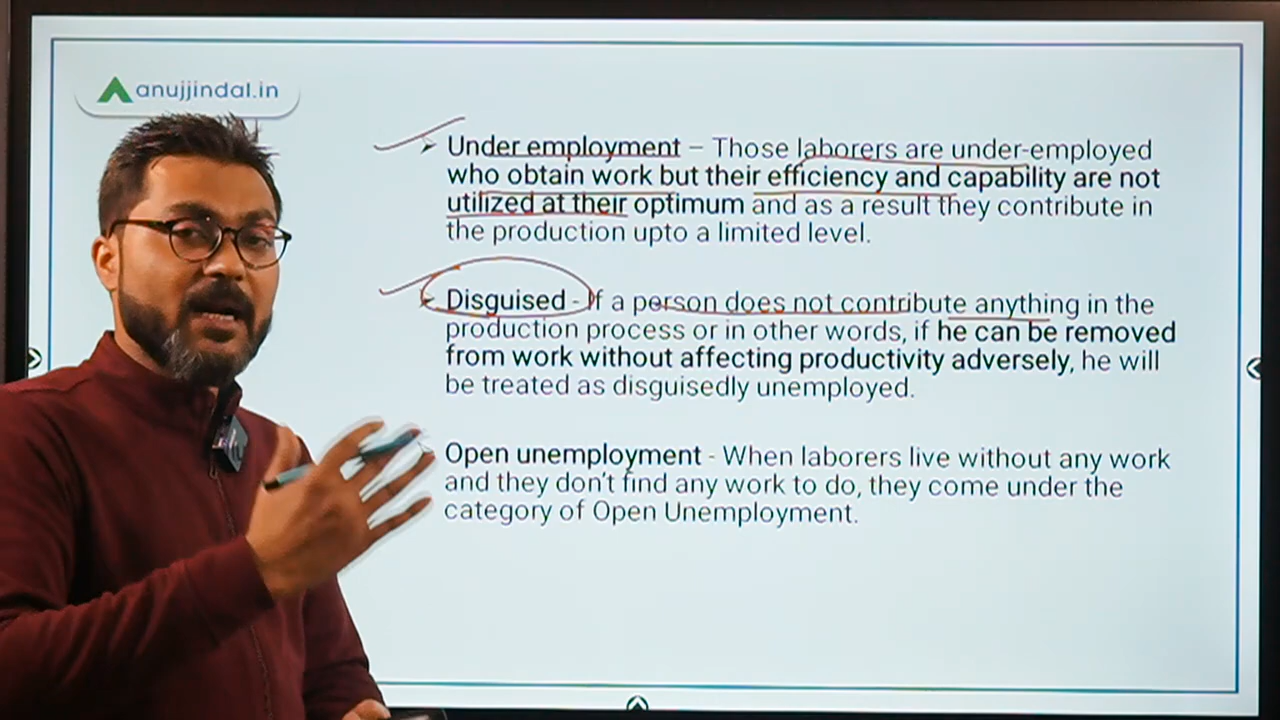 anujjindal.in
Under employment – Those laborers are under-employed
who obtain work but their efficiency and capability are not
utilized at their optimum and as a result they contribute in
the production upto a limited level.
Disguised - If a person does not contribute anything in the
production process or in other words, if he can be removed
from work without affecting productivity adversely, he will
be treated as disguisedly unemployed.
Open unemployment - When laborers live without any work
and they don't find any work to do, they come under the
category of Open Unemployment.